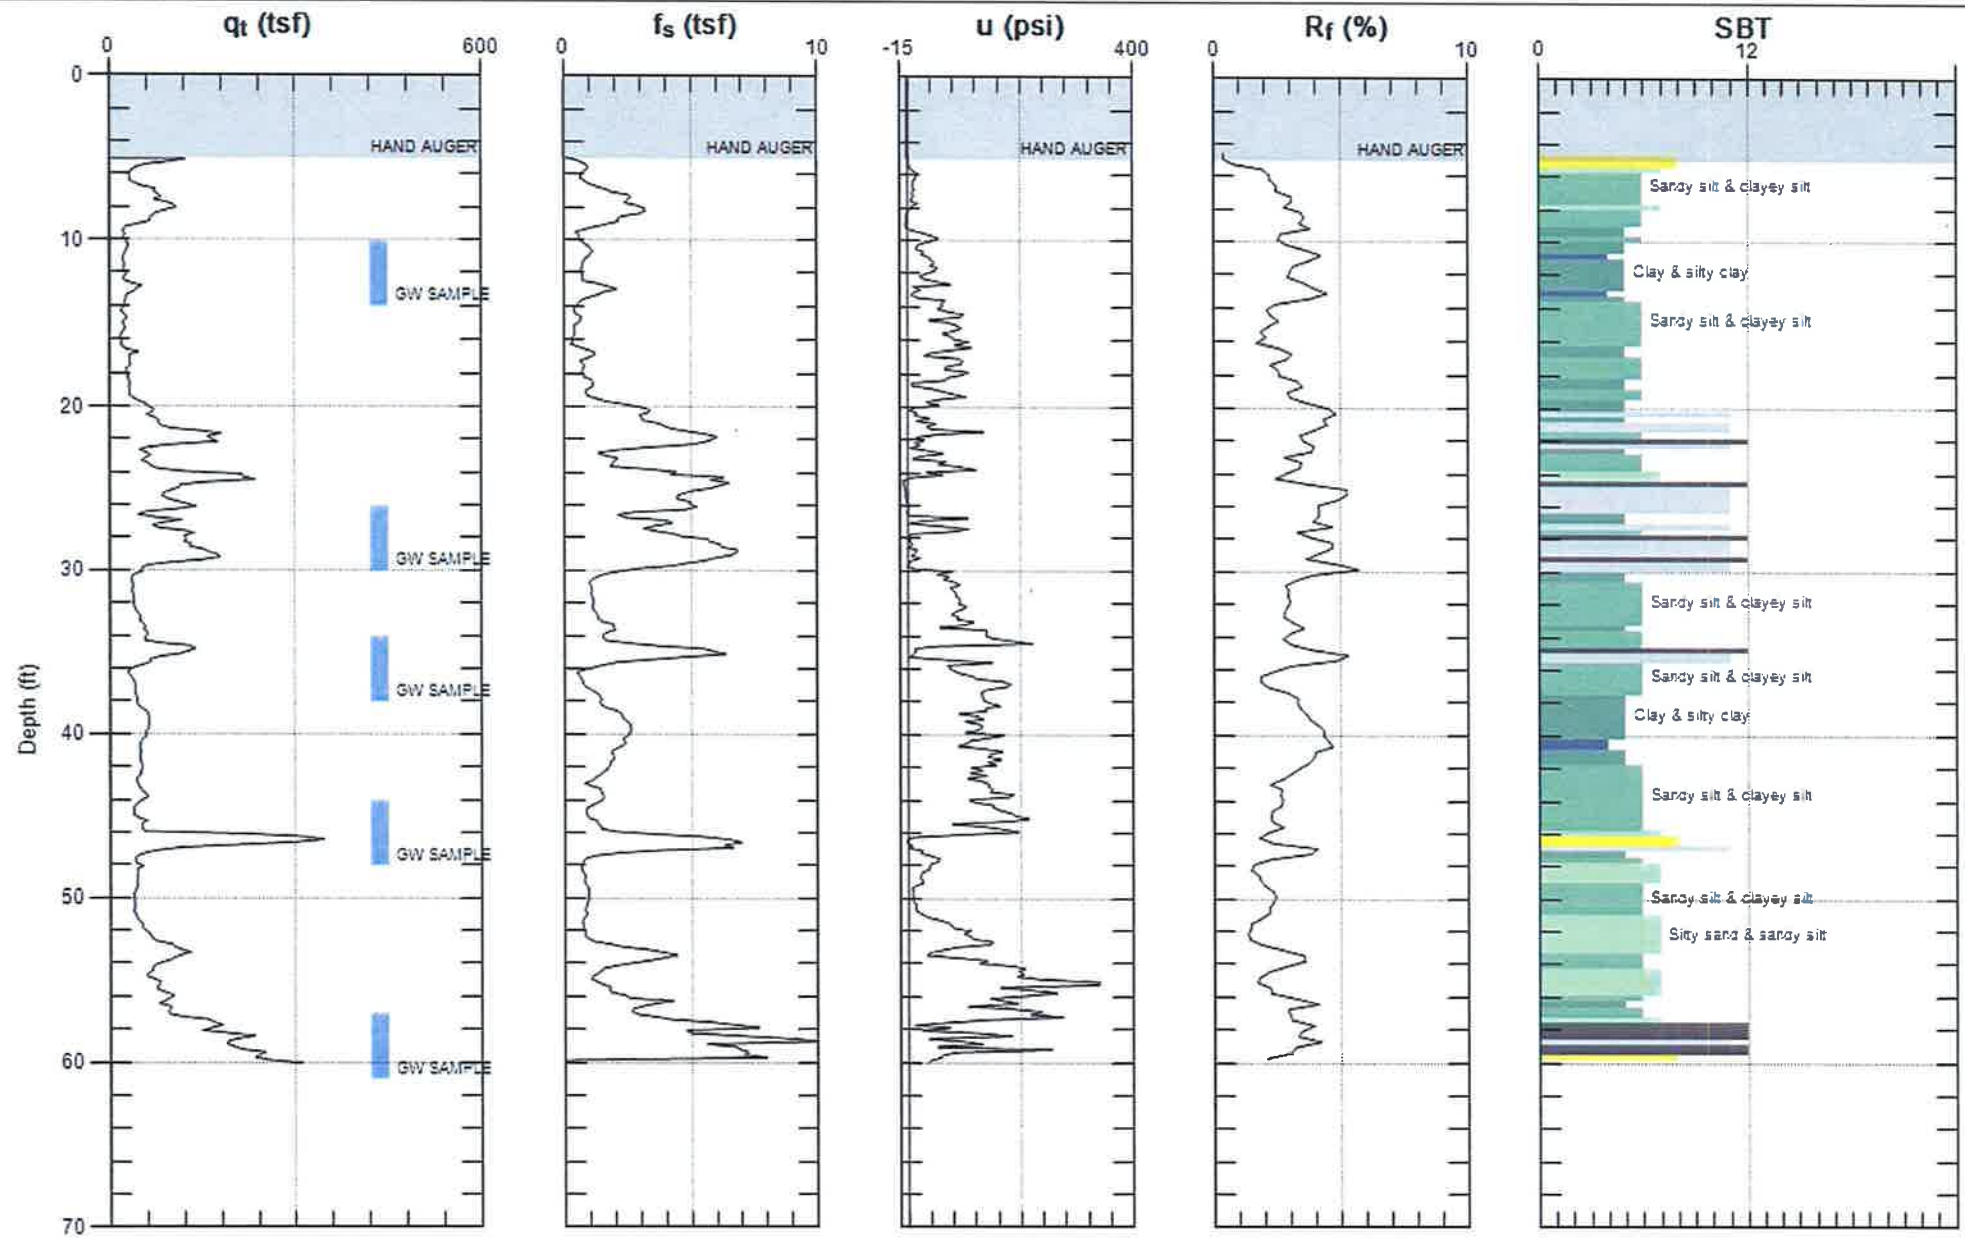 qt (tsf)
fs (tsf)
u (psi)
Rf (%)
SBT
0
600
0
10
-15
400
0
10
0
12
0
HAND AUGER
HAND AUGER
HAND AUGER
HAND AUGER
Sandy silt & clayey silt
10
Clay & silty clay
GW SAMPLE
Sandy silt & clayey silt
20
GW SAMPLE
30
Sandy silt & clayey silt
Depth (ft)
GW SAMPLE
Sandy silt & clayey silt
Clay & silty clay
40
Sandy silt & clayey silt
GW SAMPLE
50
Sandy silt & clayey silt
Silty sand & sandy silt
60
GW SAMPLE
70